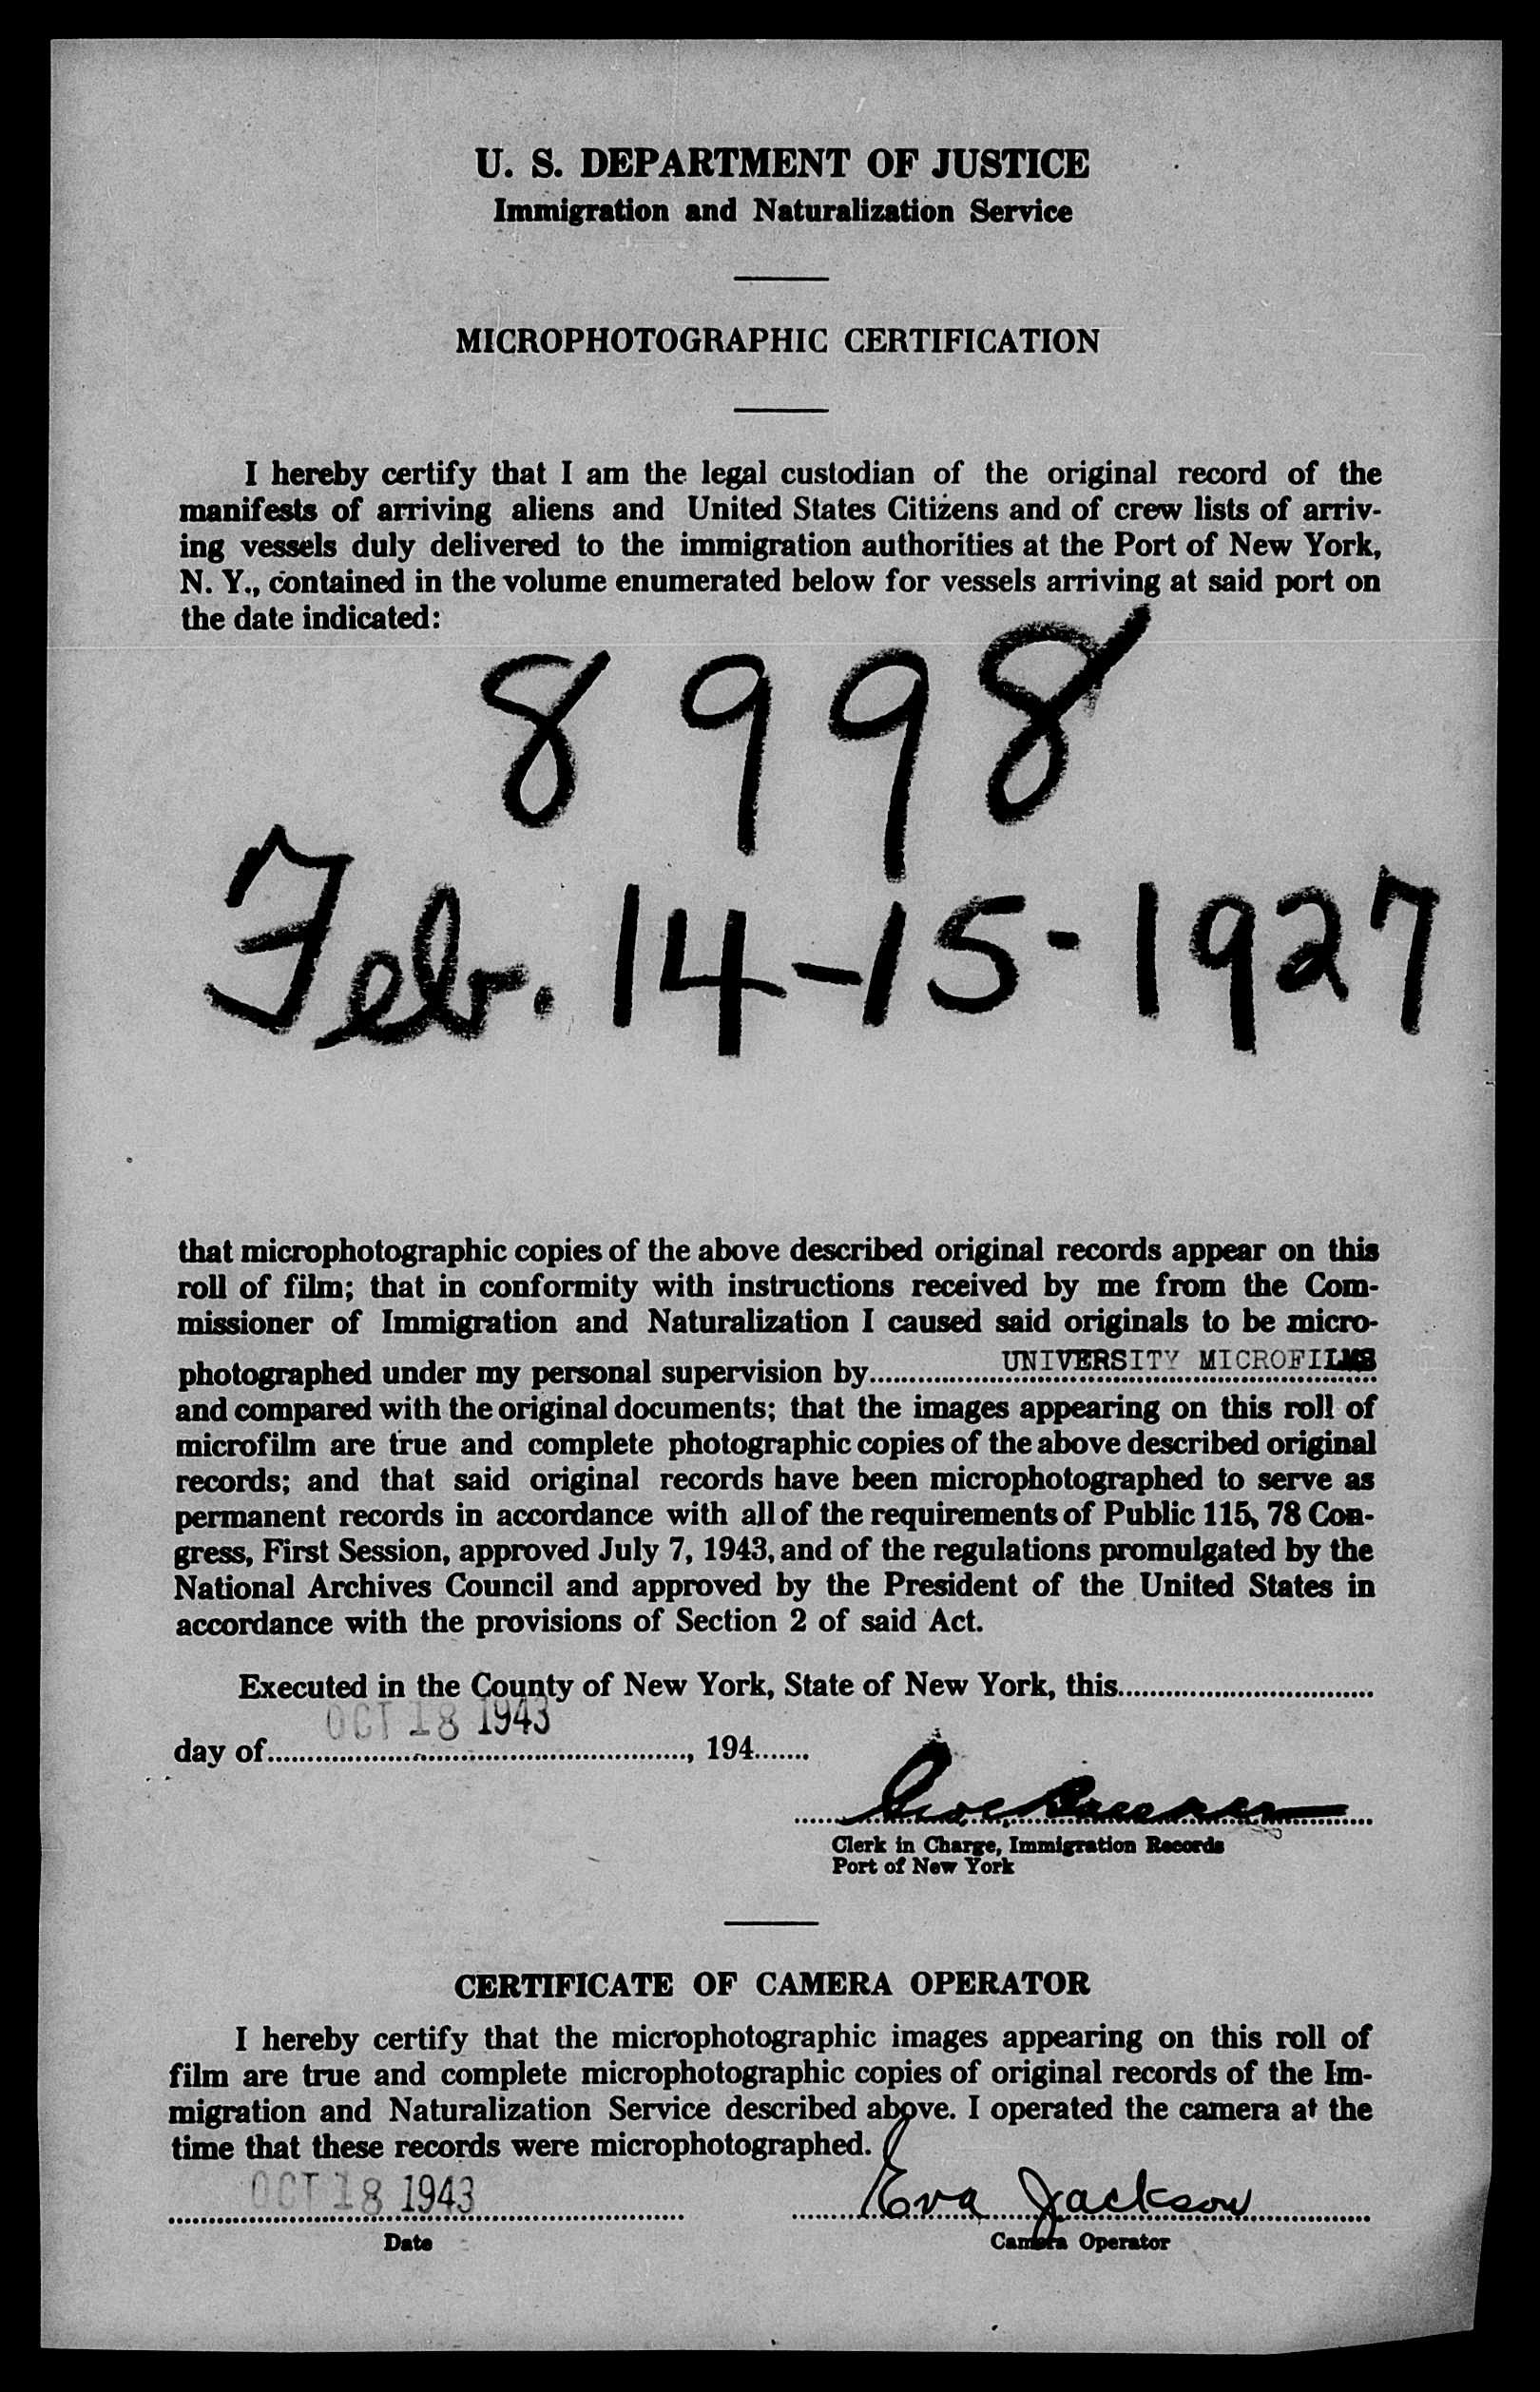 U. S. DEPARTMENT OF JUSTICE
Immigration and Naturalization Service
MICROPHOTOGRAPHIC CERTIFICATION
I hereby certify that I am the legal custodian of the original record of the
manifests of arriving aliens and United States Citizens and of crew lists of arriv-
ing vessels duly delivered to the immigration authorities at the Port of New York,
N. Y., contained in the volume enumerated below for vessels arriving at said port on
the date indicated:
8998
Feb. 14-15-1927
that microphotographic copies of the above described original records appear on this
roll of film; that in conformity with instructions received by me from the Com-
missioner of Immigration and Naturalization I caused said originals to be micro-
photographed under my personal supervision by UNIVERSITY MICROFILMS
and compared with the original documents; that the images appearing on this roll of
microfilm are true and complete photographic copies of the above described original
records; and that said original records have been microphotographed to serve as
permanent records in accordance with all of the requirements of Public 115, 78 Con-
gress, First Session, approved July 7, 1943, and of the regulations promulgated by the
National Archives Council and approved by the President of the United States in
accordance with the provisions of Section 2 of said Act.
Executed in the County of New York, State of New York, this
OCT 18 1943
day of , 194
Clerk in Charge, Immigration Records
Port of New York
CERTIFICATE OF CAMERA OPERATOR
I hereby certify that the microphotographic images appearing on this roll of
film are true and complete microphotographic copies of original records of the Im-
migration and Naturalization Service described above. I operated the camera at the
time that these records were microphotographed.
OCT 18 1943 Eva Jackson
Date Camera Operator